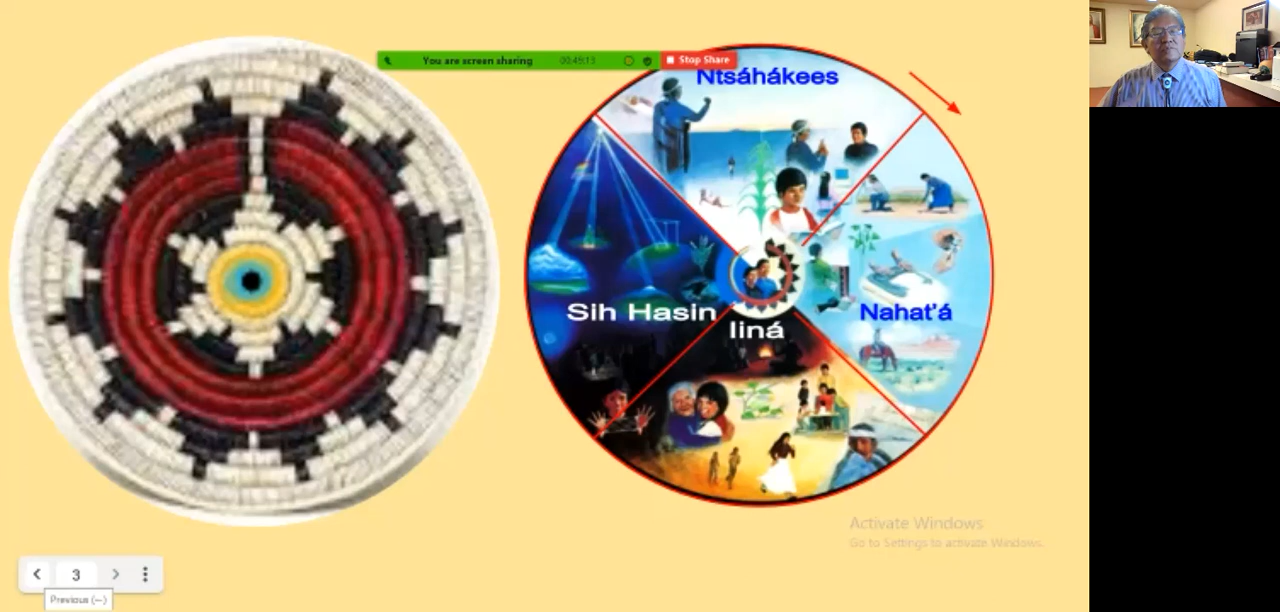 You are screen sharing 00:49:13 Stop Share
Ntsáhákees
Sih Hasin
Iiná
Nahat'á
Activate Windows
Go to Settings to activate Windows.
3
Previous (←)